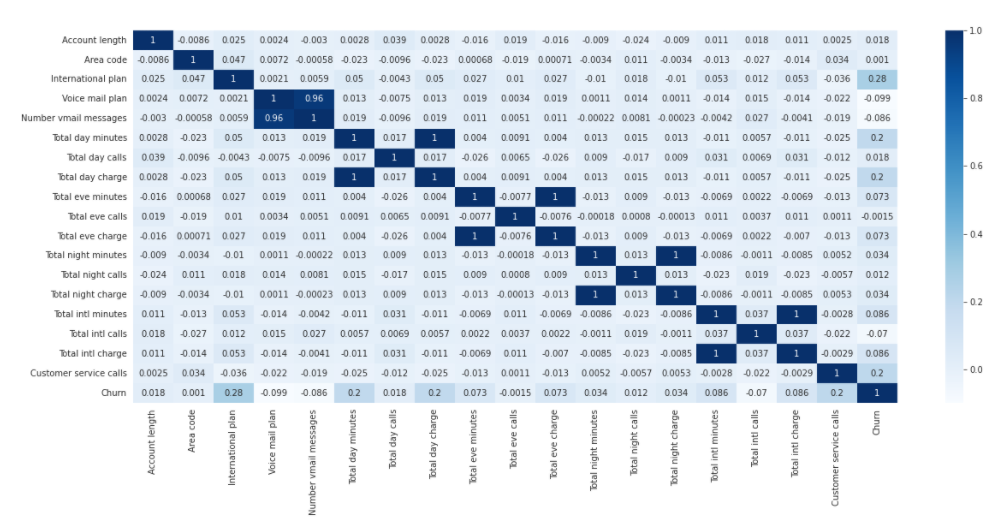 1.0
Account length 1 -0.0086 0.025 0.0024 -0.003 0.0028 0.039 0.0028 -0.016 0.019 -0.016 -0.009 -0.024 -0.009 0.011 0.018 0.011 0.0025 0.018
Area code -0.0086 1 0.047 0.0072 -0.00058 -0.023 -0.0096 -0.023 0.00068 -0.019 0.00071 -0.0034 0.011 -0.0034 -0.013 -0.027 -0.014 0.034 0.001
International plan 0.025 0.047 1 0.0021 0.0059 0.05 -0.0043 0.05 0.027 0.01 0.027 -0.01 0.018 -0.01 0.053 0.012 0.053 -0.036 0.28
0.8
Voice mail plan 0.0024 0.0072 0.0021 1 0.96 0.013 -0.0075 0.013 0.019 0.0034 0.019 0.0011 0.014 0.0011 -0.014 0.015 -0.014 -0.022 -0.099
Number vmail messages -0.003 -0.00058 0.0059 0.96 1 0.019 -0.0096 0.019 0.011 0.0051 0.011 -0.00022 0.0081 -0.00023 -0.0042 0.027 -0.0041 -0.019 -0.086
Total day minutes 0.0028 -0.023 0.05 0.013 0.019 1 0.017 1 0.004 0.0091 0.004 0.013 0.015 0.013 -0.011 0.0057 -0.011 -0.025 0.2
Total day calls 0.039 -0.0096 -0.0043 -0.0075 -0.0096 0.017 1 0.017 -0.026 0.0065 -0.026 0.009 -0.017 0.009 0.031 0.0069 0.031 -0.012 0.018
0.6
Total day charge 0.0028 -0.023 0.05 0.013 0.019 1 0.017 1 0.004 0.0091 0.004 0.013 0.015 0.013 -0.011 0.0057 -0.011 -0.025 0.2
Total eve minutes -0.016 0.00068 0.027 0.019 0.011 0.004 -0.026 0.004 1 -0.0077 1 -0.013 0.009 -0.013 -0.0069 0.0022 -0.0069 -0.013 0.073
Total eve calls 0.019 -0.019 0.01 0.0034 0.0051 0.0091 0.0065 0.0091 -0.0077 1 -0.0076 -0.00018 0.0008 -0.00013 0.011 0.0037 0.011 0.0011 -0.0015
Total eve charge -0.016 0.00071 0.027 0.019 0.011 0.004 -0.026 0.004 1 -0.0076 1 -0.013 0.009 -0.013 -0.0069 0.0022 -0.007 -0.013 0.073
0.4
Total night minutes -0.009 -0.0034 -0.01 0.0011 -0.00022 0.013 0.009 0.013 -0.013 -0.00018 -0.013 1 0.013 1 -0.0086 -0.0011 -0.0085 0.0052 0.034
Total night calls -0.024 0.011 0.018 0.014 0.0081 0.015 -0.017 0.015 0.009 0.0008 0.009 0.013 1 0.013 -0.023 0.019 -0.023 -0.0057 0.012
Total night charge -0.009 -0.0034 -0.01 0.0011 -0.00023 0.013 0.009 0.013 -0.013 -0.00013 -0.013 1 0.013 1 -0.0086 -0.0011 -0.0085 0.0052 0.034
0.2
Total intl minutes 0.011 -0.013 0.053 -0.014 -0.0042 -0.011 0.031 -0.011 -0.0069 0.011 -0.0069 -0.0086 -0.023 -0.0086 1 0.037 1 -0.0028 0.086
Total intl calls 0.018 -0.027 0.012 0.015 0.027 0.0057 0.0069 0.0057 0.0022 0.0037 0.0022 -0.0011 0.019 -0.0011 0.037 1 0.037 -0.022 -0.07
Total intl charge 0.011 -0.014 0.053 -0.014 -0.0041 -0.011 0.031 -0.011 -0.0069 0.011 -0.007 -0.0085 -0.023 -0.0085 1 0.037 1 -0.0029 0.086
0.0
Customer service calls 0.0025 0.034 -0.036 -0.022 -0.019 -0.025 -0.012 -0.025 -0.013 0.0011 -0.013 0.0052 -0.0057 0.0053 -0.0028 -0.022 -0.0029 1 0.2
Churn 0.018 0.001 0.28 -0.099 -0.086 0.2 0.018 0.2 0.073 -0.0015 0.073 0.034 0.012 0.034 0.086 -0.07 0.086 0.2 1
Account length
Area code
International plan
Voice mail plan
Number vmail messages
Total day minutes
Total day calls
Total day charge
Total eve minutes
Total eve calls
Total eve charge
Total night minutes
Total night calls
Total night charge
Total intl minutes
Total intl calls
Total intl charge
Customer service calls
Churn